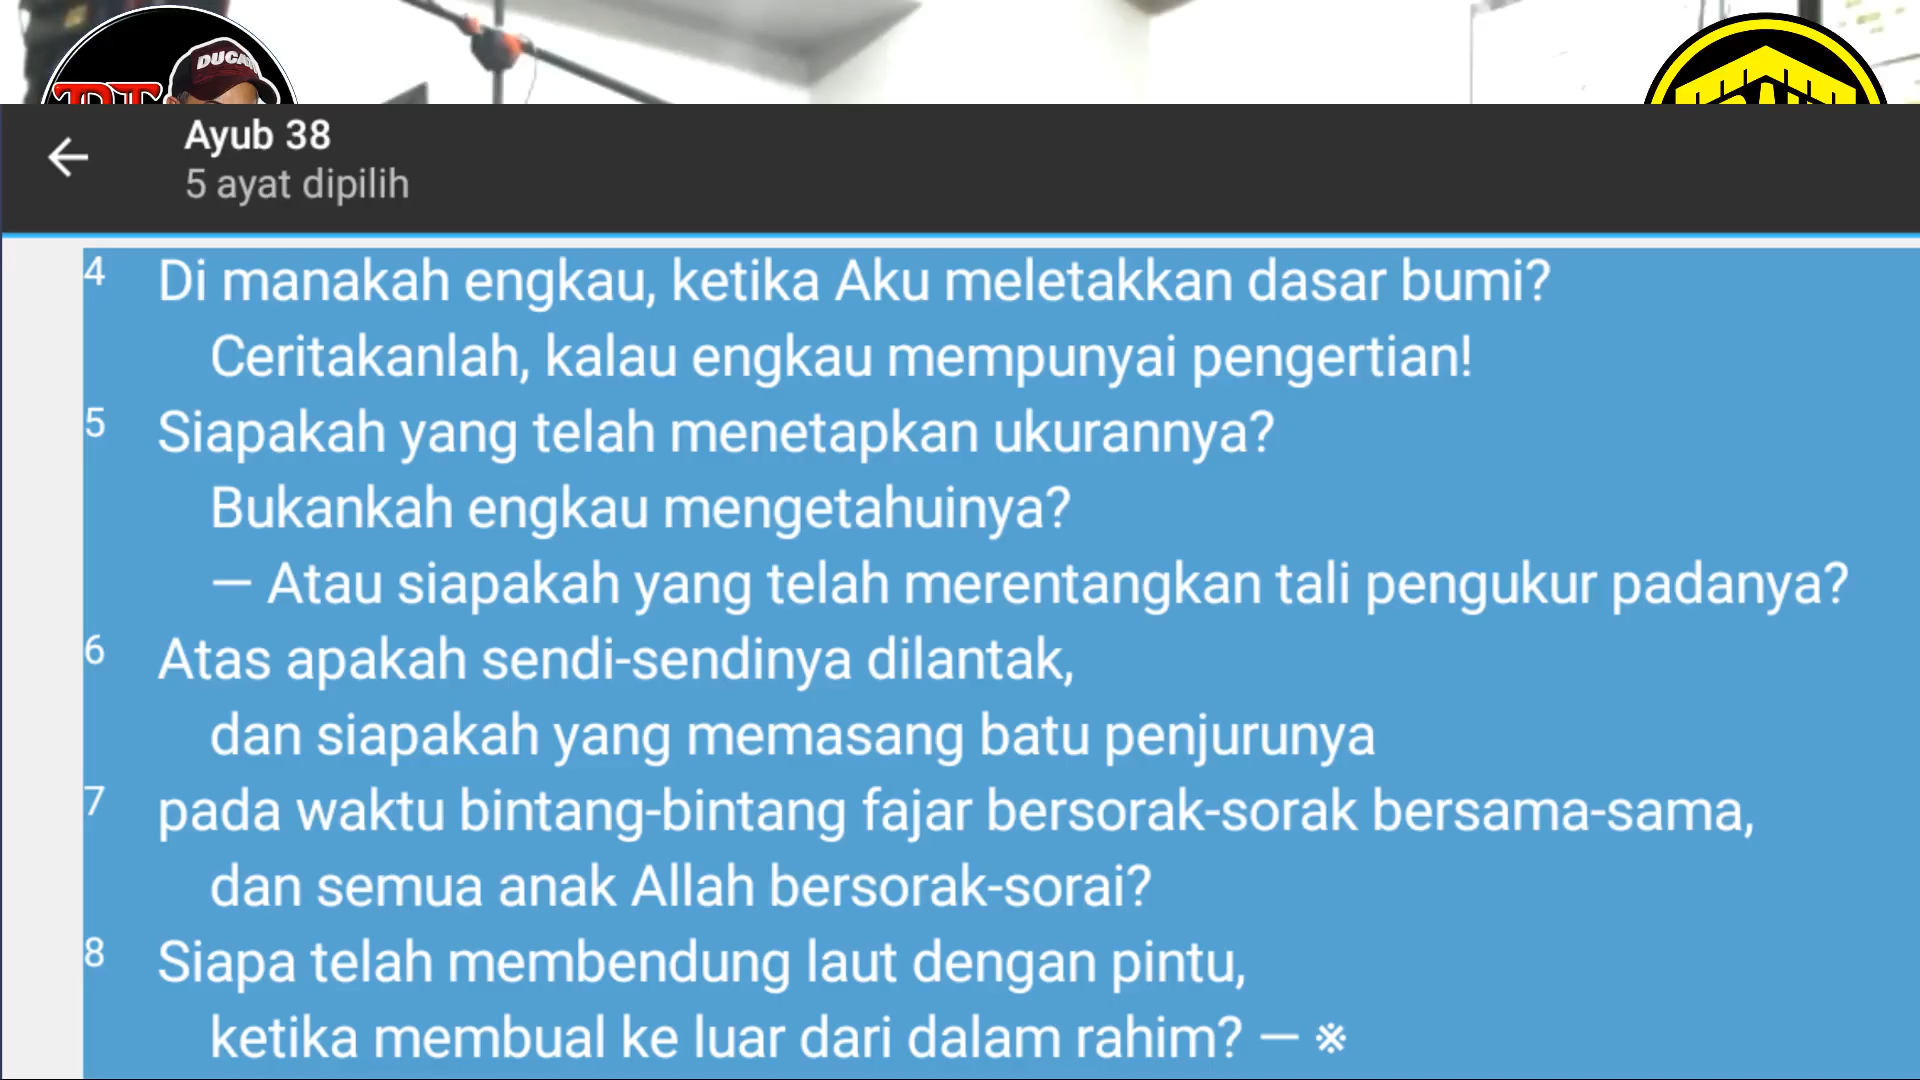 DUCATI
Ayub 38
5 ayat dipilih
4 Di manakah engkau, ketika Aku meletakkan dasar bumi?
Ceritakanlah, kalau engkau mempunyai pengertian!
5 Siapakah yang telah menetapkan ukurannya?
Bukankah engkau mengetahuinya?
— Atau siapakah yang telah merentangkan tali pengukur padanya?
6 Atas apakah sendi-sendinya dilantak,
dan siapakah yang memasang batu penjurunya
7 pada waktu bintang-bintang fajar bersorak-sorak bersama-sama,
dan semua anak Allah bersorak-sorai?
8 Siapa telah membendung laut dengan pintu,
ketika membual ke luar dari dalam rahim? — ※